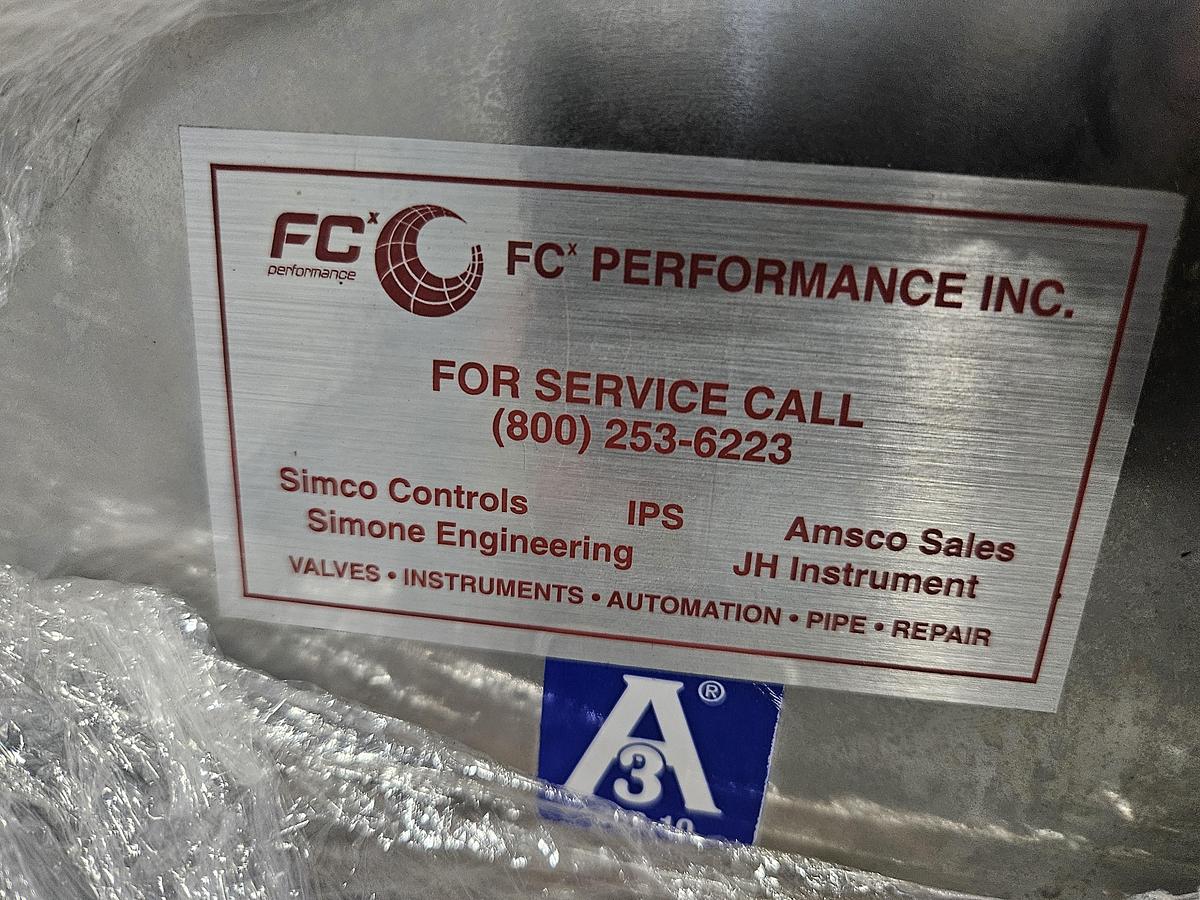 FCx
performance
FCx PERFORMANCE INC.
FOR SERVICE CALL
(800) 253-6223
Simco Controls IPS Amsco Sales
Simone Engineering JH Instrument
VALVES • INSTRUMENTS • AUTOMATION • PIPE • REPAIR
A ®
3